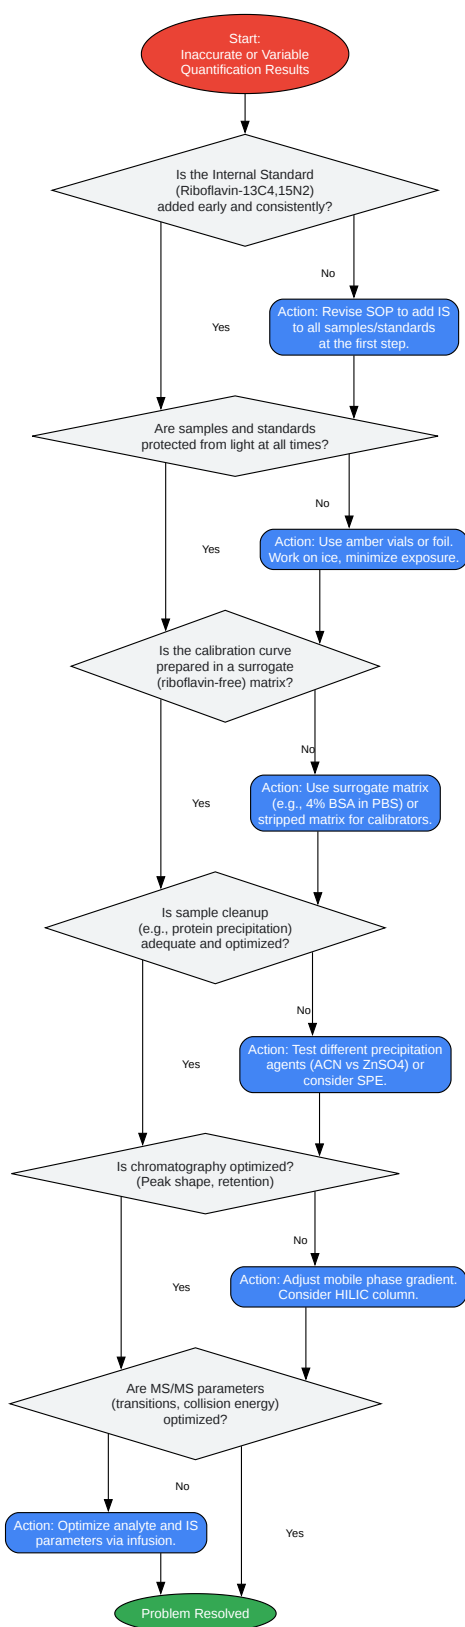 Start:
Inaccurate or Variable
Quantification Results
Is the Internal Standard
(Riboflavin-13C4,15N2)
added early and consistently?
No
Yes
Action: Revise SOP to add IS
to all samples/standards
at the first step.
Are samples and standards
protected from light at all times?
No
Yes
Action: Use amber vials or foil.
Work on ice, minimize exposure.
Is the calibration curve
prepared in a surrogate
(riboflavin-free) matrix?
No
Yes
Action: Use surrogate matrix
(e.g., 4% BSA in PBS) or
stripped matrix for calibrators.
Is sample cleanup
(e.g., protein precipitation)
adequate and optimized?
No
Yes
Action: Test different precipitation
agents (ACN vs ZnSO4) or
consider SPE.
Is chromatography optimized?
(Peak shape, retention)
No
Yes
Action: Adjust mobile phase gradient.
Consider HILIC column.
Are MS/MS parameters
(transitions, collision energy)
optimized?
No
Yes
Action: Optimize analyte and IS
parameters via infusion.
Problem Resolved